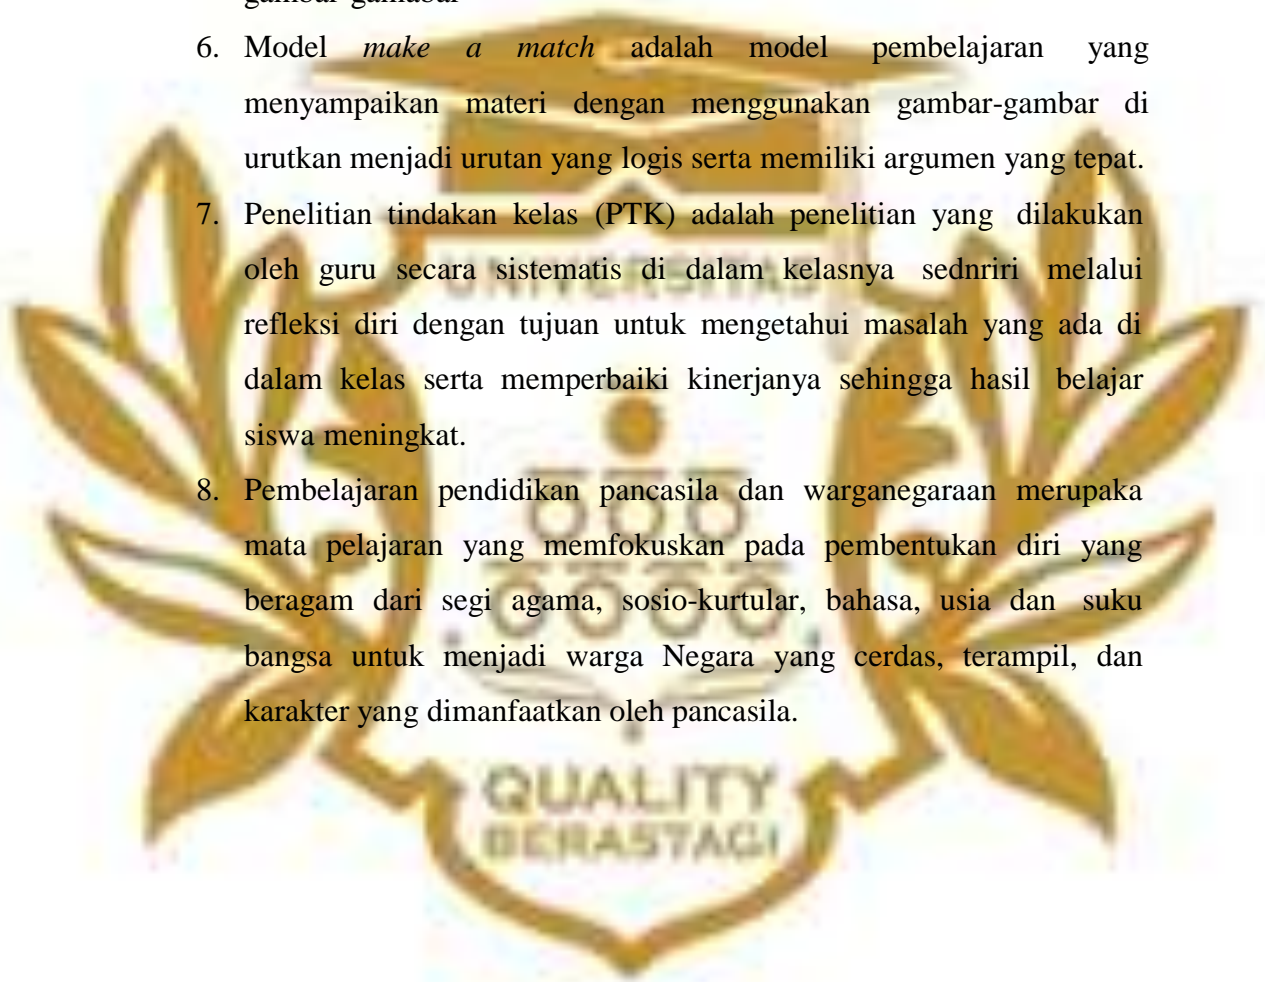 gambar-gamabar
6. Model make a match adalah model pembelajaran yang
menyampaikan materi dengan menggunakan gambar-gambar di
urutkan menjadi urutan yang logis serta memiliki argumen yang tepat.
7. Penelitian tindakan kelas (PTK) adalah penelitian yang dilakukan
oleh guru secara sistematis di dalam kelasnya sednriri melalui
UNIVERSITAS
refleksi diri dengan tujuan untuk mengetahui masalah yang ada di
dalam kelas serta memperbaiki kinerjanya sehingga hasil belajar
siswa meningkat.
8. Pembelajaran pendidikan pancasila dan warganegaraan merupaka
mata pelajaran yang memfokuskan pada pembentukan diri yang
beragam dari segi agama, sosio-kurtular, bahasa, usia dan suku
bangsa untuk menjadi warga Negara yang cerdas, terampil, dan
karakter yang dimanfaatkan oleh pancasila.
QUALITY
BERASTAGI